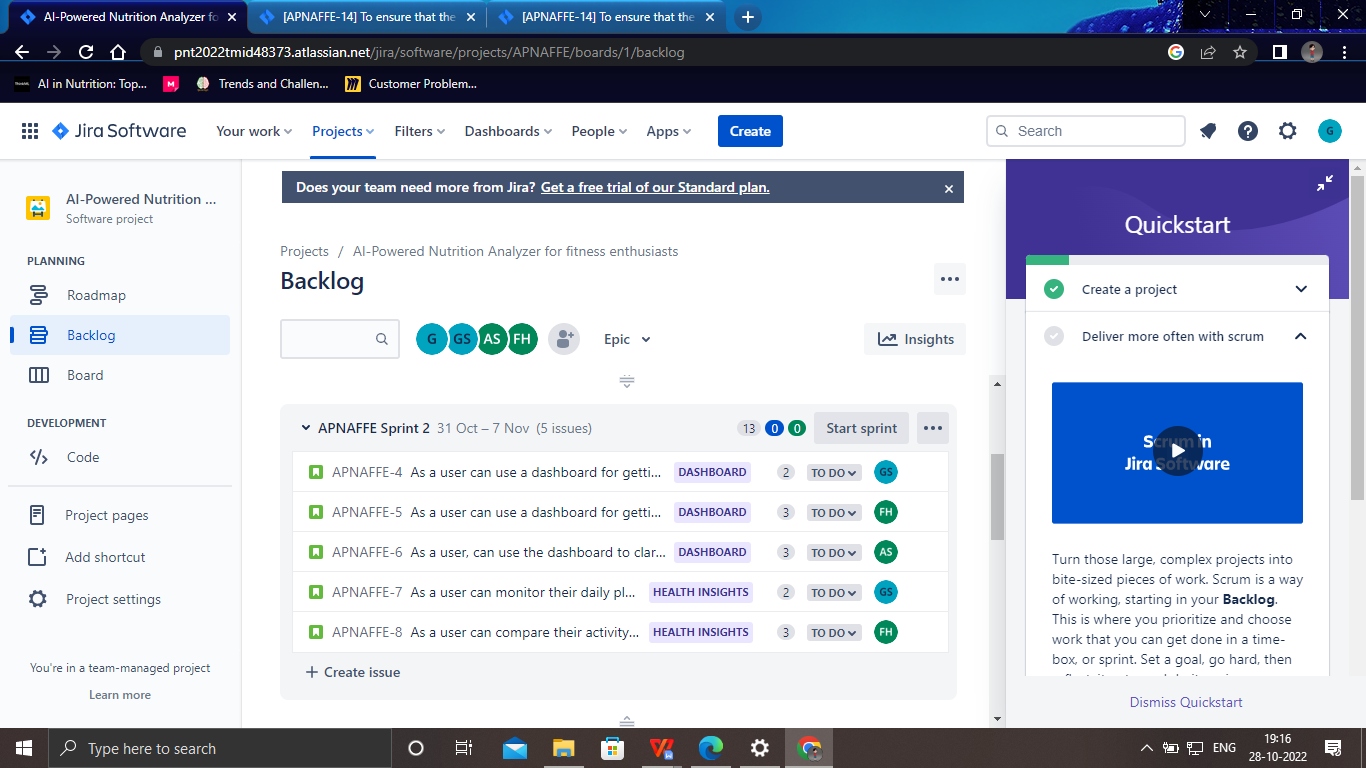 AI-Powered Nutrition Analyzer fo
[APNAFFE-14] To ensure that the
[APNAFFE-14] To ensure that the
pnt2022tmid48373.atlassian.net/jira/software/projects/APNAFFE/boards/1/backlog
AI in Nutrition: Top...
Trends and Challen...
Customer Problem...
Jira Software
Your work
Projects
Filters
Dashboards
People
Apps
Create
Search
G
AI-Powered Nutrition ...
Software project
PLANNING
Roadmap
Backlog
Board
DEVELOPMENT
Code
Project pages
Add shortcut
Project settings
You're in a team-managed project
Learn more
Does your team need more from Jira? Get a free trial of our Standard plan.
Projects / AI-Powered Nutrition Analyzer for fitness enthusiasts
Backlog
G GS AS FH
Epic
Insights
APNAFFE Sprint 2 31 Oct – 7 Nov (5 issues) 13 0 0 Start sprint
APNAFFE-4 As a user can use a dashboard for getti... DASHBOARD 2 TO DO GS
APNAFFE-5 As a user can use a dashboard for getti... DASHBOARD 3 TO DO FH
APNAFFE-6 As a user, can use the dashboard to clar... DASHBOARD 3 TO DO AS
APNAFFE-7 As a user can monitor their daily pl... HEALTH INSIGHTS 2 TO DO GS
APNAFFE-8 As a user can compare their activity... HEALTH INSIGHTS 3 TO DO FH
+ Create issue
Quickstart
Create a project
Deliver more often with scrum
Scrum in
Jira Software
Turn those large, complex projects into
bite-sized pieces of work. Scrum is a way
of working, starting in your Backlog.
This is where you prioritize and choose
work that you can get done in a time-
box, or sprint. Set a goal, go hard, then
Dismiss Quickstart
Type here to search
ENG
19:16
28-10-2022